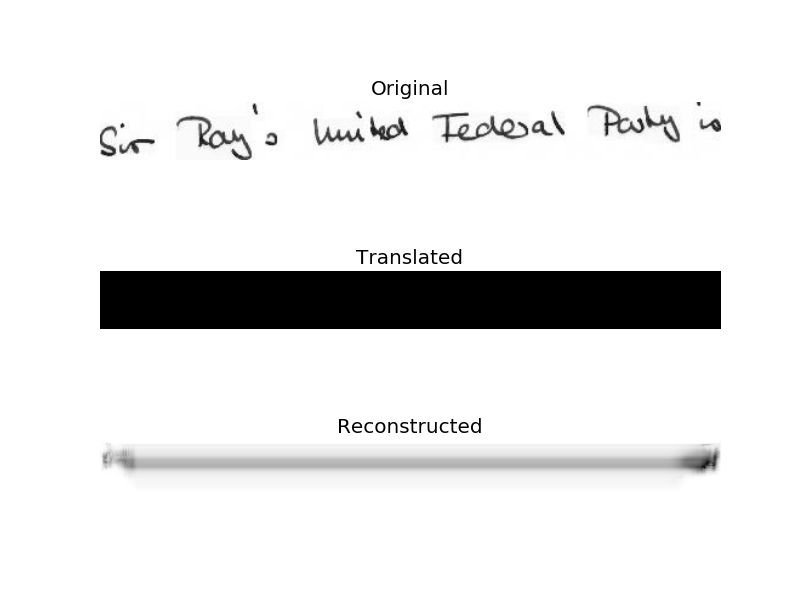 Original
Sir Ray's United Federal Party is
Translated
Reconstructed